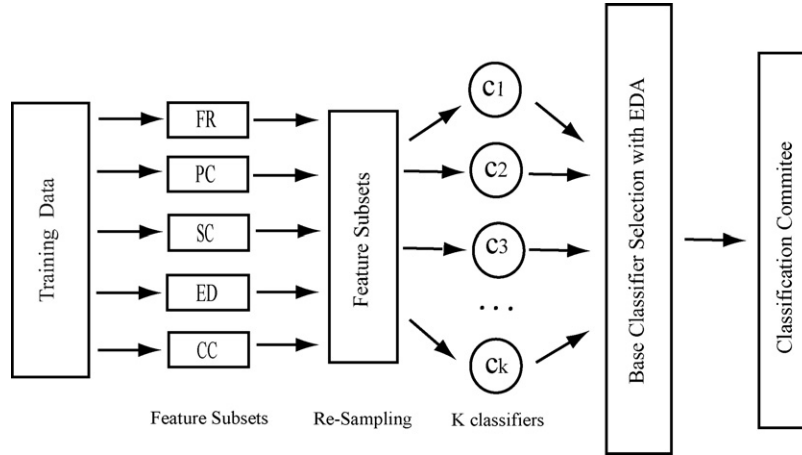 Training Data
FR
PC
SC
ED
CC
Feature Subsets
Feature Subsets
Re-Sampling
c1
c2
c3
...
ck
K classifiers
Base Classifier Selection with EDA
Classification Commitee